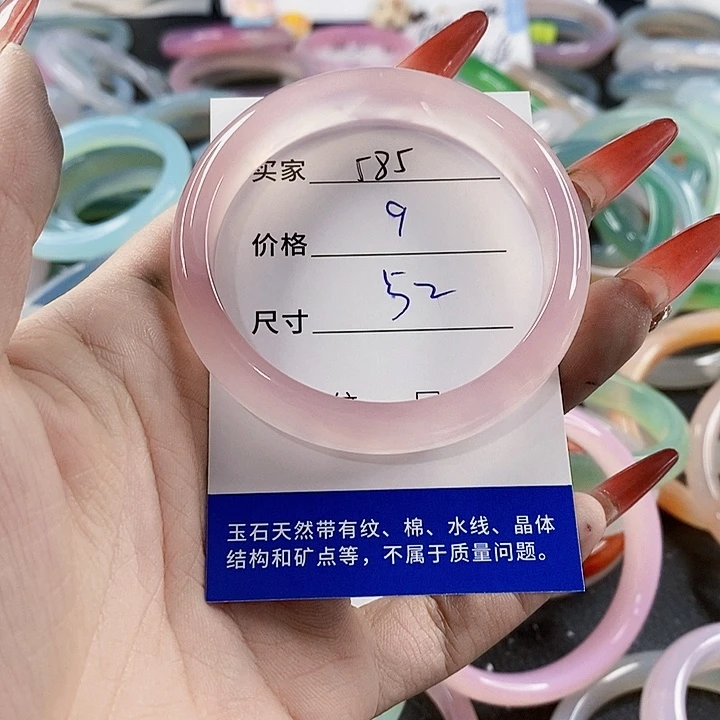 买家 585
价格 9
尺寸 52
玉石天然带有纹、棉、水线、晶体
结构和矿点等，不属于质量问题。